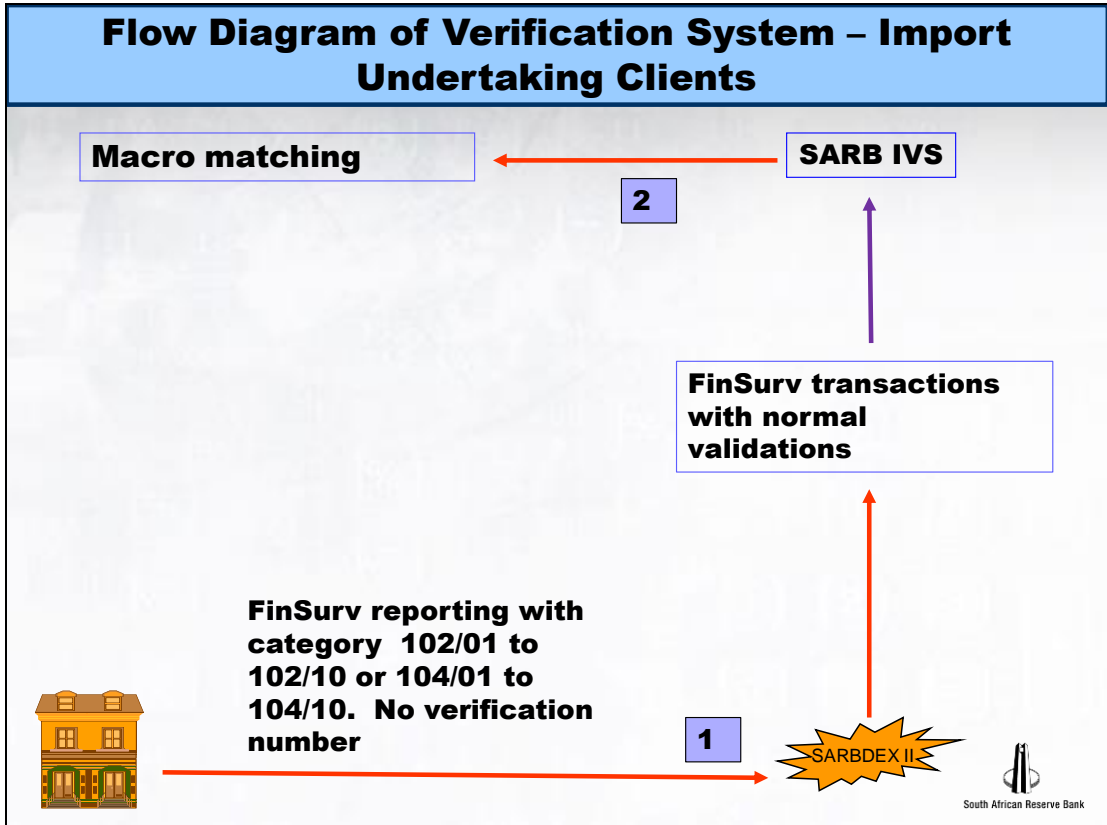 Flow Diagram of Verification System – Import
Undertaking Clients
Macro matching
SARB IVS
2
FinSurv transactions
with normal
validations
FinSurv reporting with
category 102/01 to
102/10 or 104/01 to
104/10. No verification
number
1
SARBDEX II
South African Reserve Bank